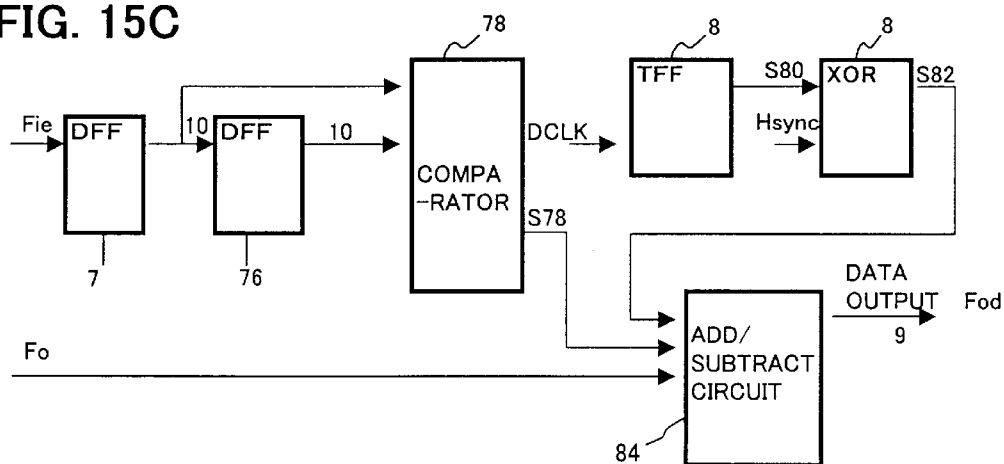 FIG. 15C
78
8
8
TFF
S80
XOR
S82
Fie
DFF
10
DFF
10
DCLK
Hsync
COMPA
-RATOR
S78
7
76
DATA
OUTPUT
Fod
9
Fo
ADD/
SUBTRACT
CIRCUIT
84